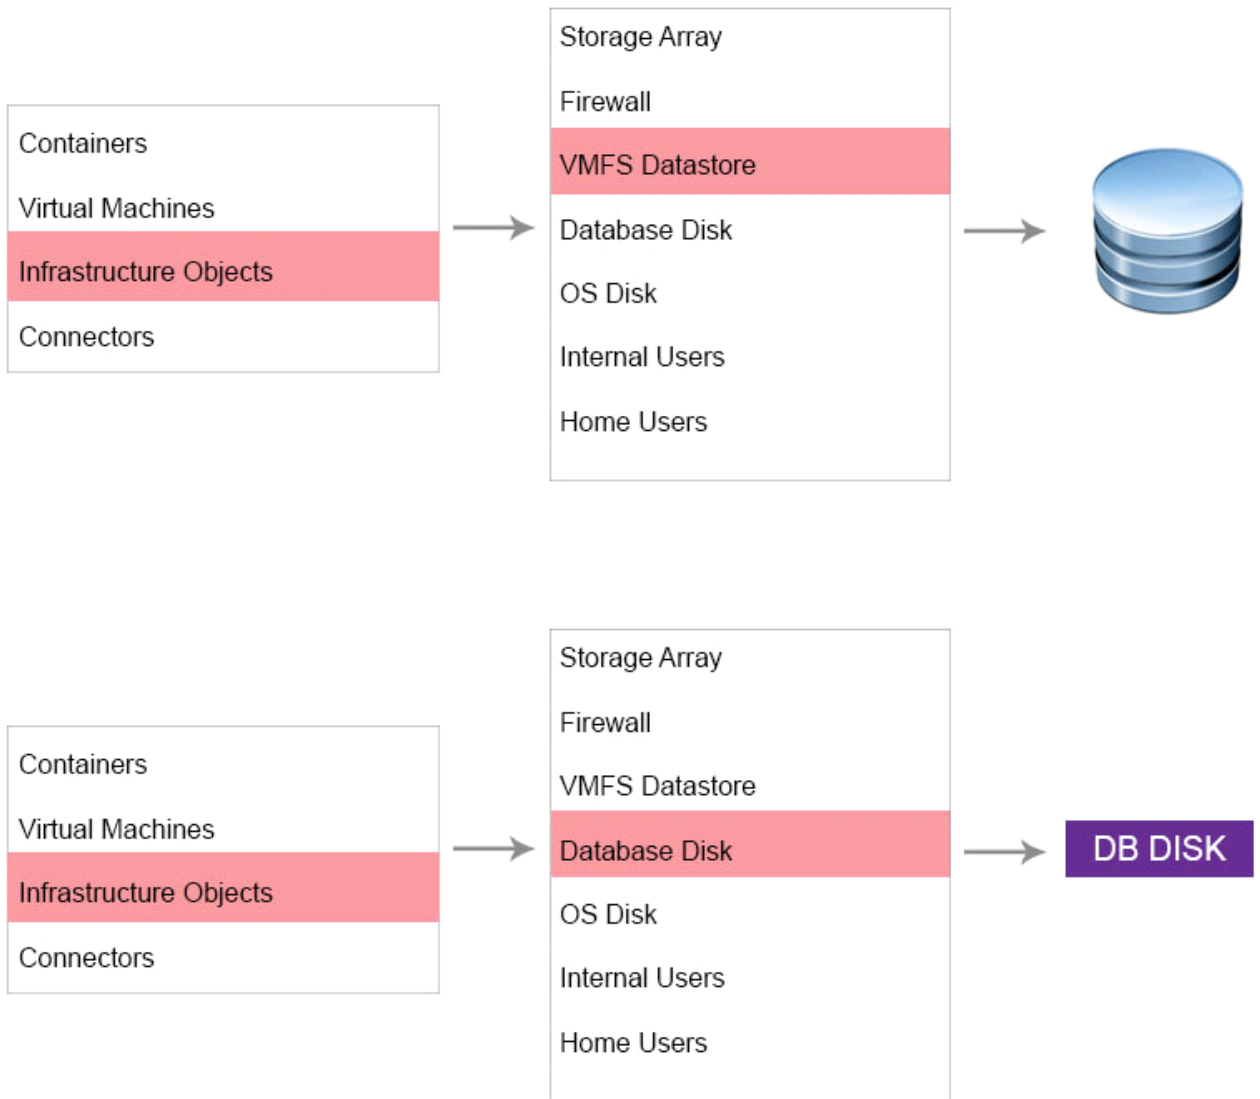 Containers
Virtual Machines
Infrastructure Objects
Connectors
Storage Array
Firewall
VMFS Datastore
Database Disk
OS Disk
Internal Users
Home Users
Containers
Virtual Machines
Infrastructure Objects
Connectors
Storage Array
Firewall
VMFS Datastore
Database Disk
OS Disk
Internal Users
Home Users
DB DISK